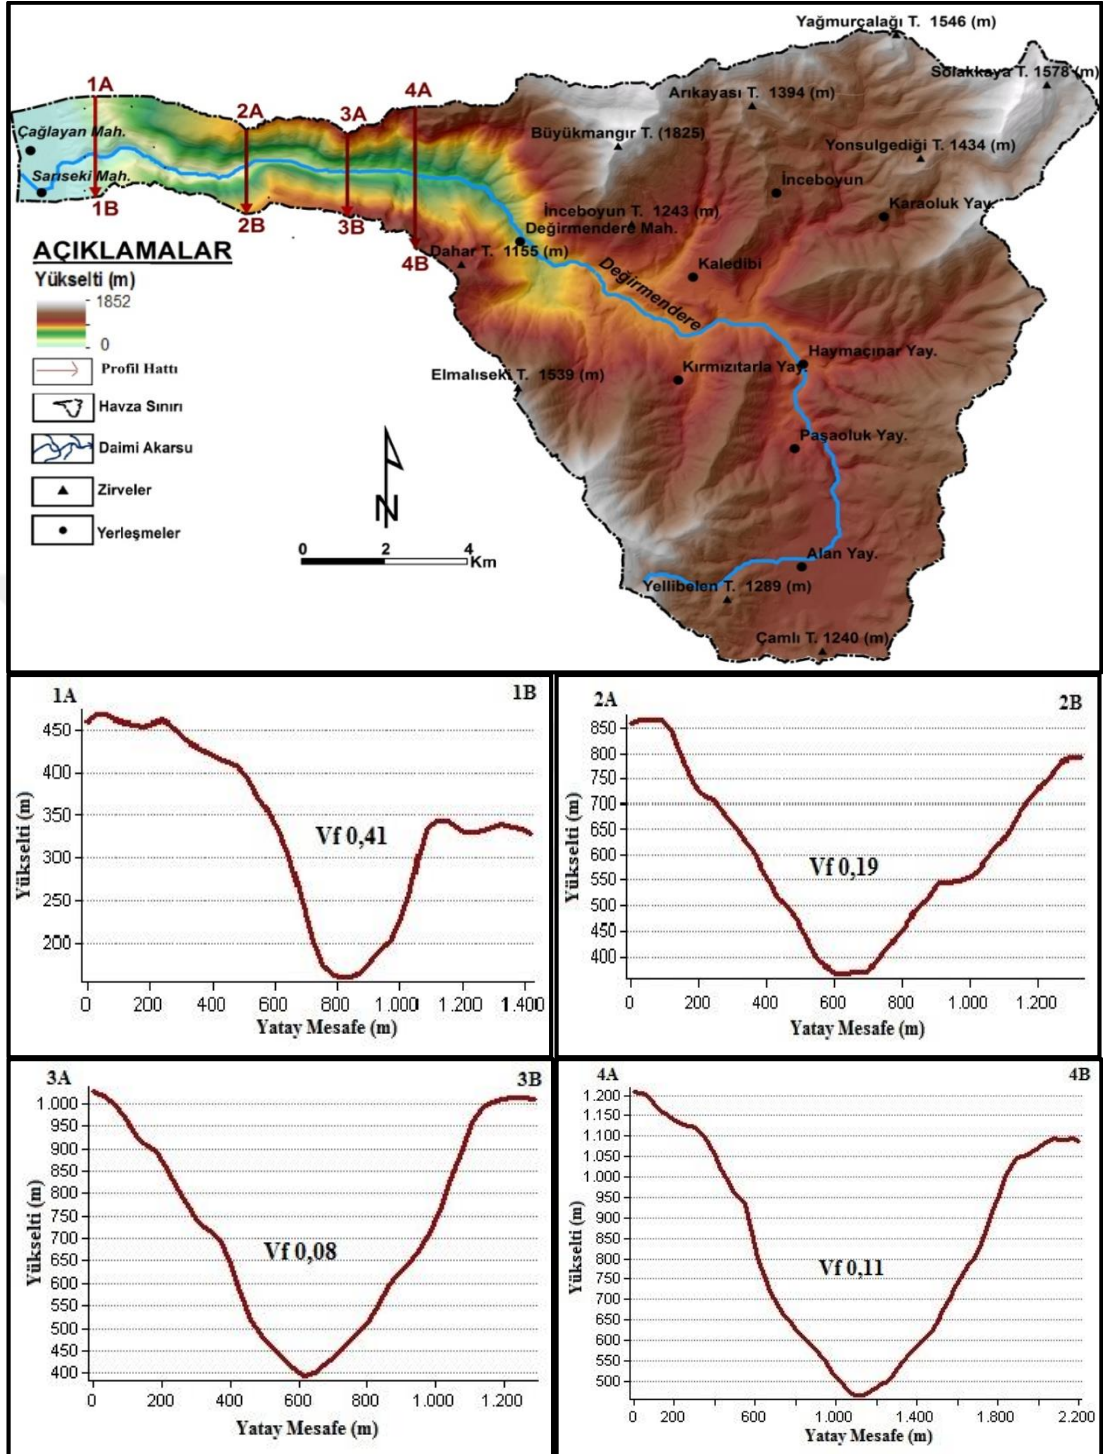 Yağmurçalağı T. 1546 (m)
Solakkaya T. 1578 (m)
Arıkayası T. 1394 (m)
1A
2A
3A
4A
Büyükmangır T. (1825)
Yonsulgediği T. 1434 (m)
Çağlayan Mah.
Sarıseki Mah.
İnceboyun
Karaoluk Yay.
1B
2B
3B
4B
İnceboyun T. 1243 (m)
Değirmendere Mah.
Dahar T. 1155 (m)
Kaledibi
Değirmendere
Haymaçınar Yay.
Kırmızıtarla Yay.
Elmalıseki T. 1539 (m)
Paşaoluk Yay.
Alan Yay.
Yellibelen T. 1289 (m)
Çamlı T. 1240 (m)
AÇIKLAMALAR
Yükselti (m)
1852
0
Profil Hattı
Havza Sınırı
Daimi Akarsu
Zirveler
Yerleşmeler
N
0 2 4
Km
1A 1B
Yükselti (m)
450
400
350
300
250
200
Vf 0,41
0 200 400 600 800 1.000 1.200 1.400
Yatay Mesafe (m)
2A 2B
Yükselti (m)
850
800
750
700
650
600
550
500
450
400
Vf 0,19
0 200 400 600 800 1.000 1.200
Yatay Mesafe (m)
3A 3B
Yükselti (m)
1.000
950
900
850
800
750
700
650
600
550
500
450
400
Vf 0,08
0 200 400 600 800 1.000 1.200
Yatay Mesafe (m)
4A 4B
Yükselti (m)
1.200
1.150
1.100
1.050
1.000
950
900
850
800
750
700
650
600
550
500
Vf 0,11
0 200 600 1.000 1.400 1.800 2.200
Yatay Mesafe (m)